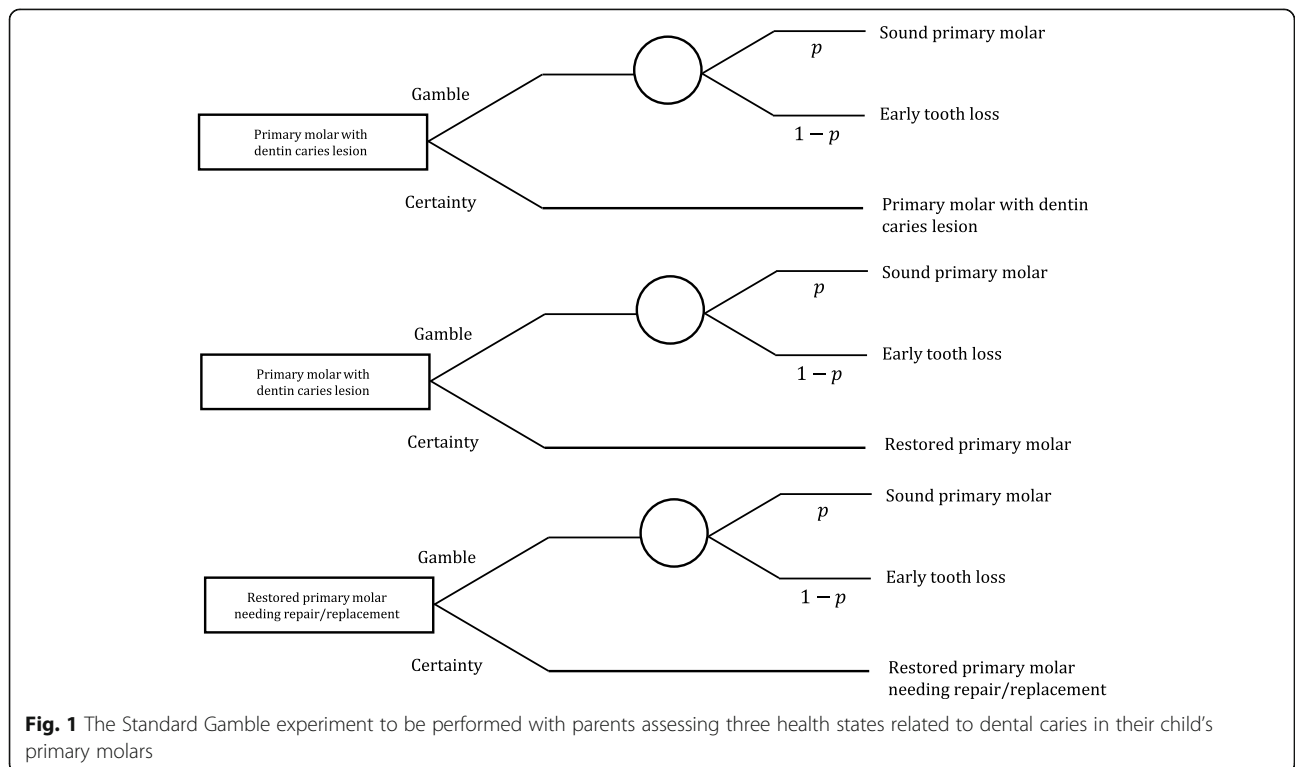 Sound primary molar
p
Gamble
Early tooth loss
1 − p
Primary molar with
dentin caries lesion
Certainty
Primary molar with dentin
caries lesion
Sound primary molar
p
Gamble
Early tooth loss
1 − p
Primary molar with
dentin caries lesion
Certainty
Restored primary molar
Sound primary molar
p
Gamble
Early tooth loss
1 − p
Restored primary molar
needing repair/replacement
Certainty
Restored primary molar
needing repair/replacement
Fig. 1 The Standard Gamble experiment to be performed with parents assessing three health states related to dental caries in their child's
primary molars